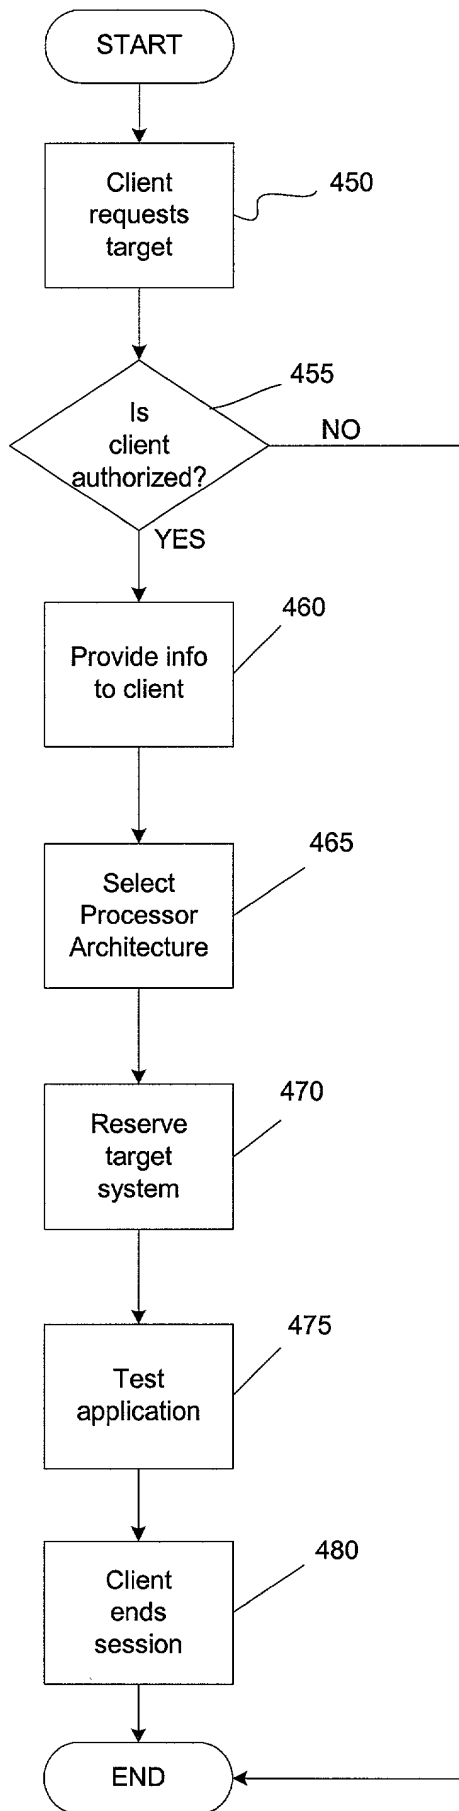 START
Client
requests
target
450
455
Is
client
authorized?
NO
YES
460
Provide info
to client
465
Select
Processor
Architecture
470
Reserve
target
system
475
Test
application
480
Client
ends
session
END